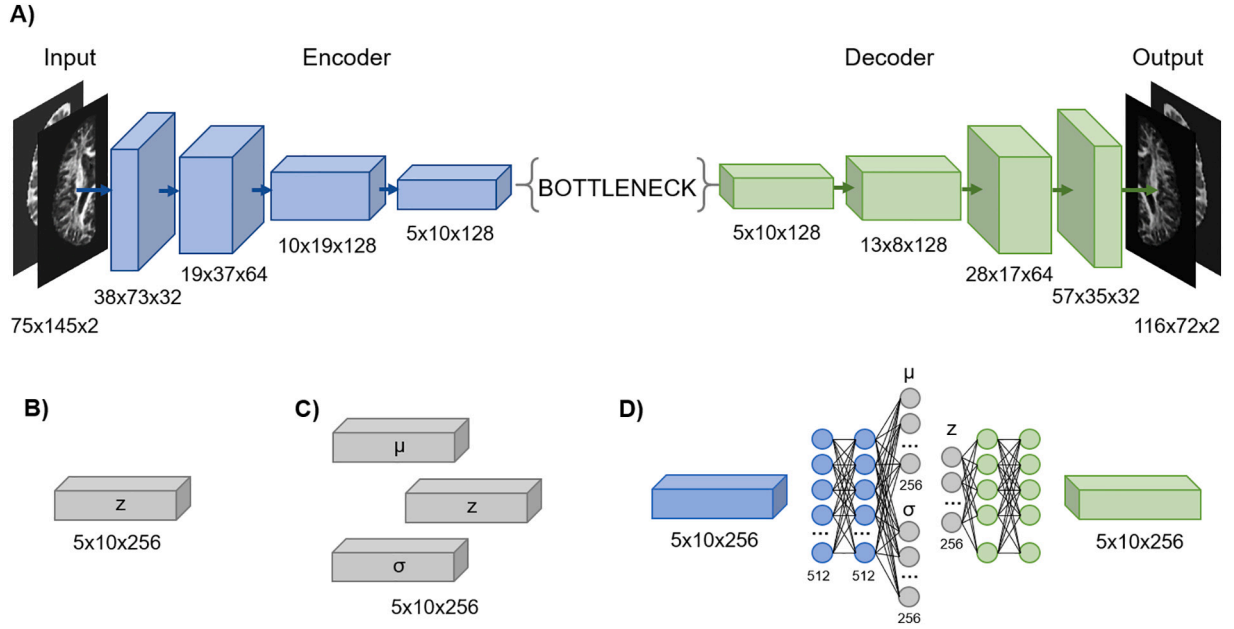 A)
Input
Encoder
Decoder
Output
BOTTLENECK
75x145x2
38x73x32
19x37x64
10x19x128
5x10x128
5x10x128
13x8x128
28x17x64
57x35x32
116x72x2
B)
z
5x10x256
C)
μ
z
σ
5x10x256
D)
5x10x256
...
512
...
512
μ
...
256
σ
...
256
z
...
256
5x10x256